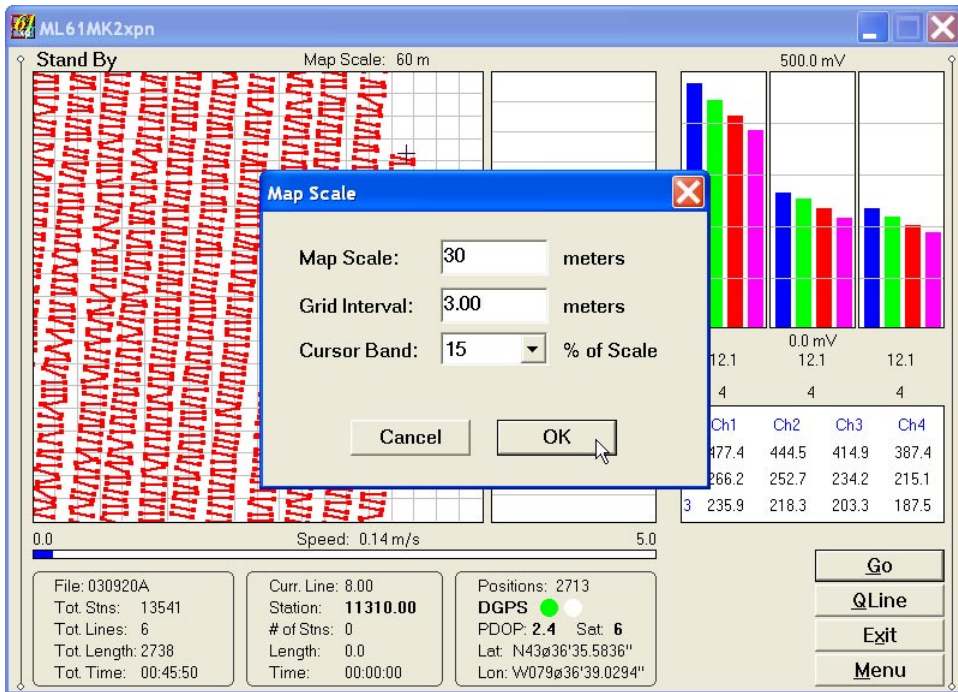 ML61MK2xpn
Stand By
Map Scale: 60 m
500.0 mV
Map Scale
Map Scale: 30 meters
Grid Interval: 3.00 meters
Cursor Band: 15 % of Scale
Cancel OK
0.0 mV
12.1 12.1 12.1
4 4 4
Ch1 Ch2 Ch3 Ch4
477.4 444.5 414.9 387.4
266.2 252.7 234.2 215.1
3 235.9 218.3 203.3 187.5
0.0 Speed: 0.14 m/s 5.0
File: 030920A
Tot. Stns: 13541
Tot. Lines: 6
Tot. Length: 2738
Tot. Time: 00:45:50
Curr. Line: 8.00
Station: 11310.00
# of Stns: 0
Length: 0.0
Time: 00:00:00
Positions: 2713
DGPS
PDOP: 2.4 Sat: 6
Lat: N43ø36'35.5836"
Lon: W079ø36'39.0294"
Go
QLine
Exit
Menu